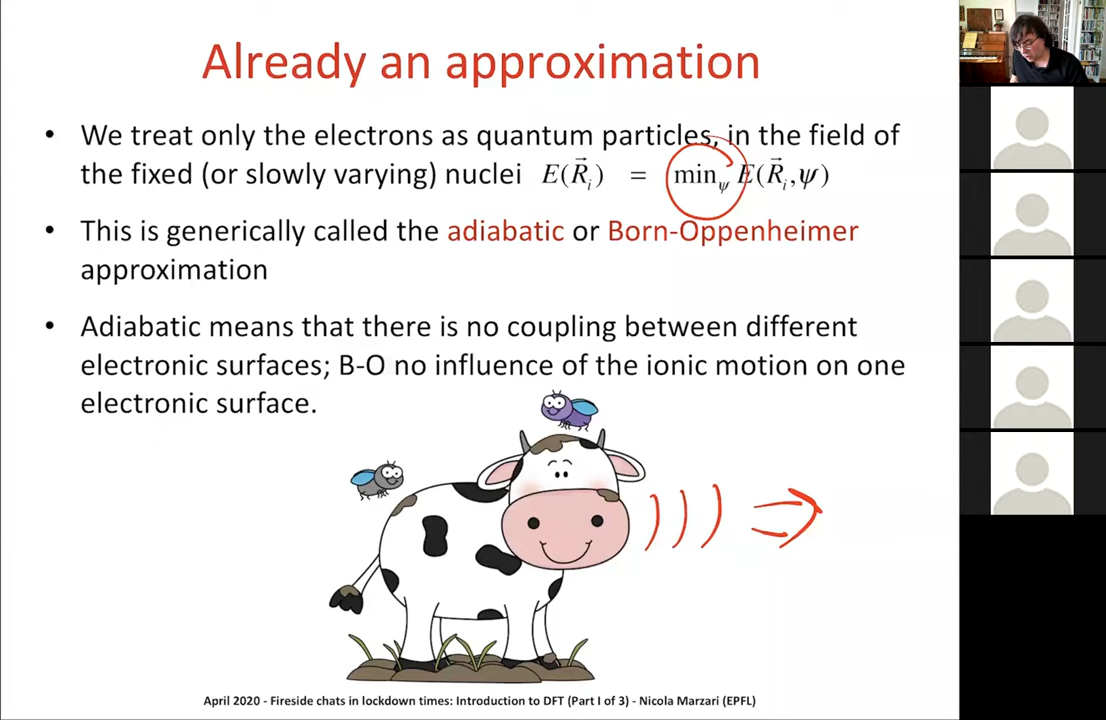 Already an approximation
• We treat only the electrons as quantum particles, in the field of
the fixed (or slowly varying) nuclei E(R⃗ᵢ) = min_ψ E(R⃗ᵢ,ψ)
• This is generically called the adiabatic or Born-Oppenheimer
approximation
• Adiabatic means that there is no coupling between different
electronic surfaces; B-O no influence of the ionic motion on one
electronic surface.
April 2020 - Fireside chats in lockdown times: Introduction to DFT (Part I of 3) - Nicola Marzari (EPFL)